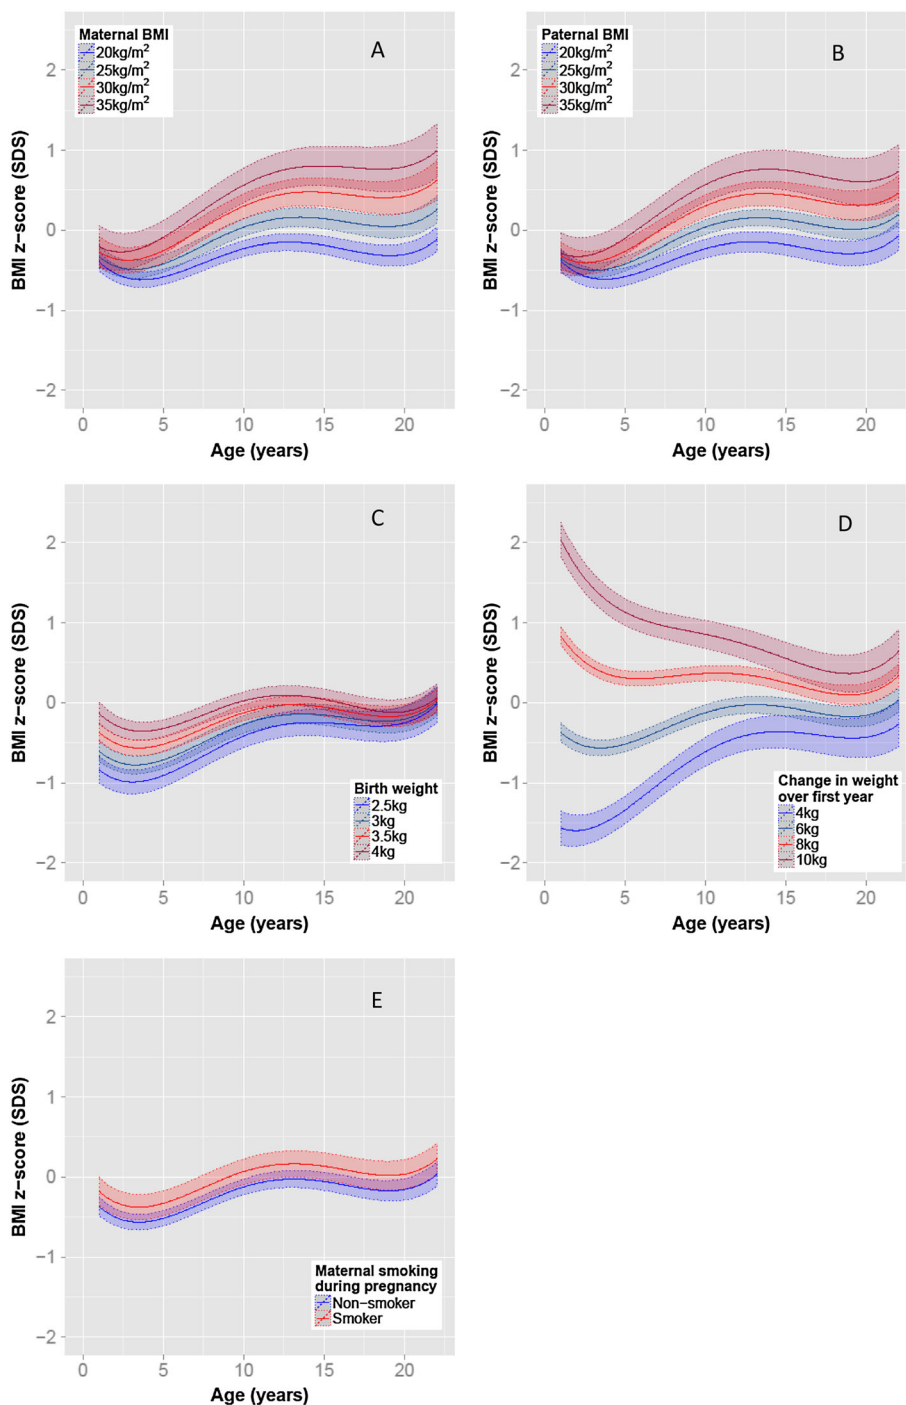 Maternal BMI
20kg/m²
25kg/m²
30kg/m²
35kg/m²
A
BMI z−score (SDS)
2
1
0
−1
−2
0 5 10 15 20
Age (years)
Paternal BMI
20kg/m²
25kg/m²
30kg/m²
35kg/m²
B
BMI z−score (SDS)
2
1
0
−1
−2
0 5 10 15 20
Age (years)
C
BMI z−score (SDS)
2
1
0
−1
−2
Birth weight
2.5kg
3kg
3.5kg
4kg
0 5 10 15 20
Age (years)
D
BMI z−score (SDS)
2
1
0
−1
−2
Change in weight
over first year
4kg
6kg
8kg
10kg
0 5 10 15 20
Age (years)
E
BMI z−score (SDS)
2
1
0
−1
−2
Maternal smoking
during pregnancy
Non−smoker
Smoker
0 5 10 15 20
Age (years)